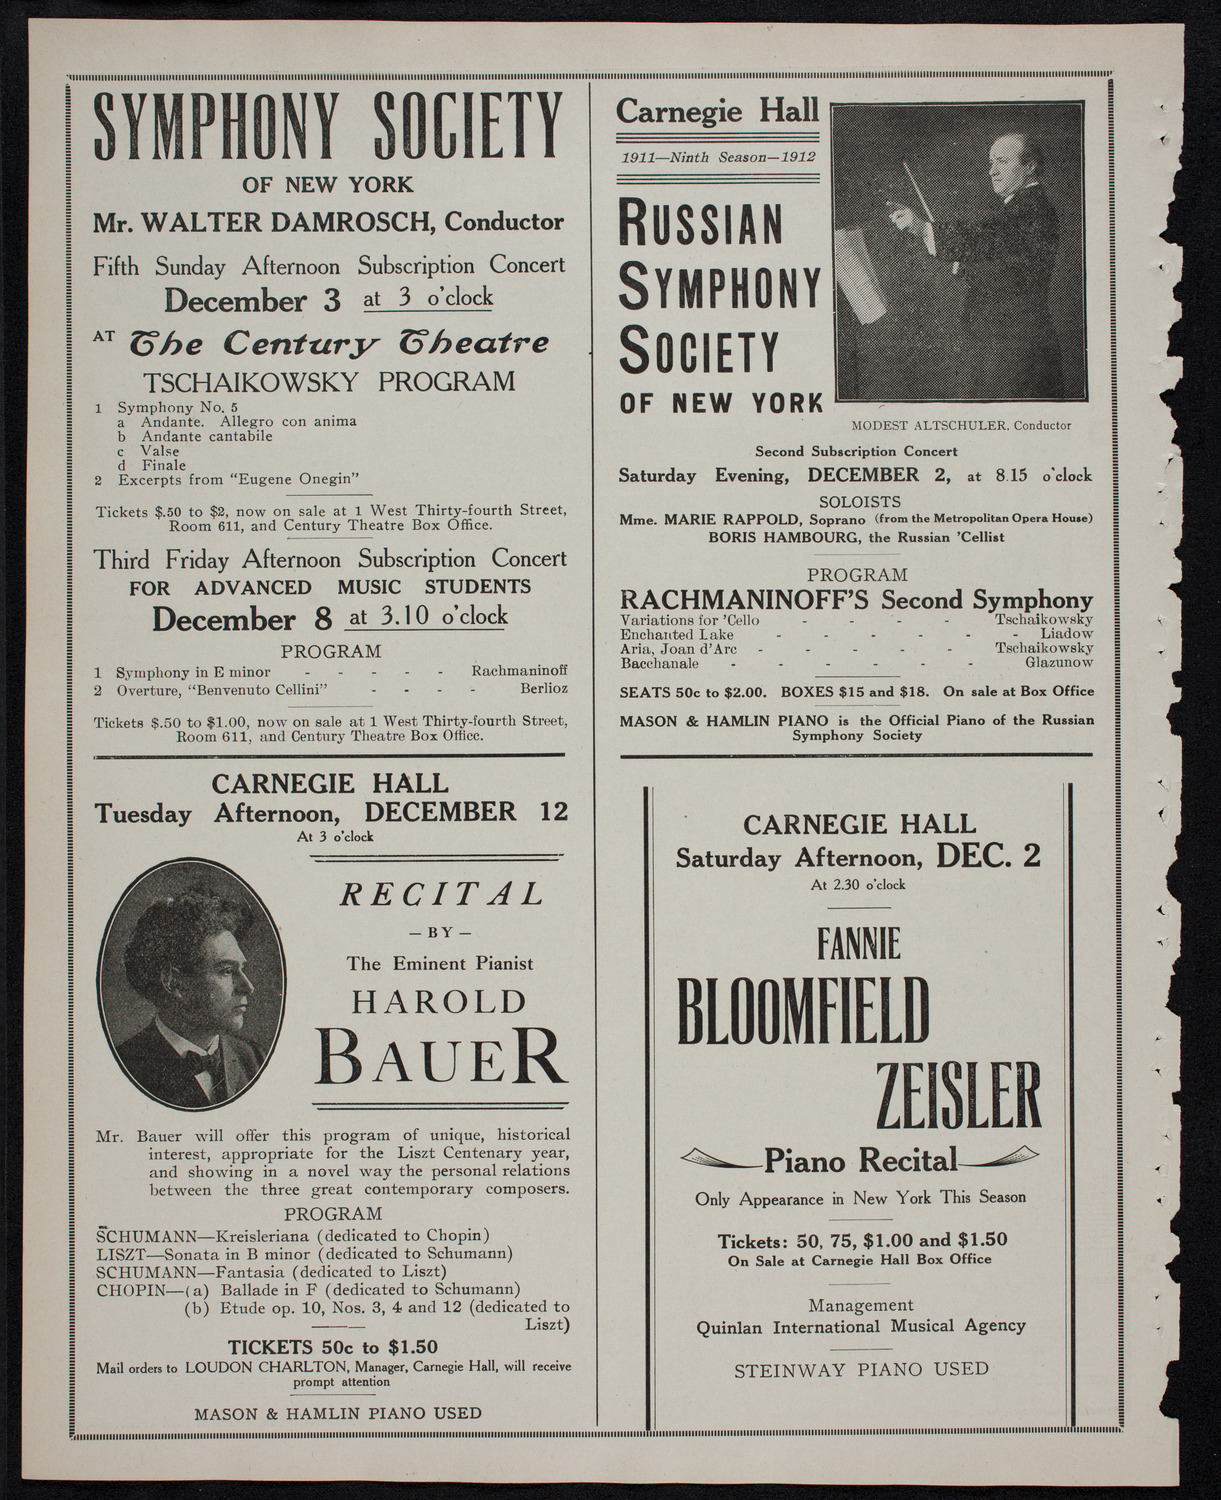 SYMPHONY SOCIETY
OF NEW YORK
Mr. WALTER DAMROSCH, Conductor
Fifth Sunday Afternoon Subscription Concert
December 3 at 3 o'clock
AT The Century Theatre
TSCHAIKOWSKY PROGRAM
1 Symphony No. 5
a Andante. Allegro con anima
b Andante cantabile
c Valse
d Finale
2 Excerpts from "Eugene Onegin"
Tickets $.50 to $2, now on sale at 1 West Thirty-fourth Street,
Room 611, and Century Theatre Box Office.
Third Friday Afternoon Subscription Concert
FOR ADVANCED MUSIC STUDENTS
December 8 at 3.10 o'clock
PROGRAM
1 Symphony in E minor - - - - - Rachmaninoff
2 Overture, "Benvenuto Cellini" - - - - Berlioz
Tickets $.50 to $1.00, now on sale at 1 West Thirty-fourth Street,
Room 611, and Century Theatre Box Office.
CARNEGIE HALL
Tuesday Afternoon, DECEMBER 12
At 3 o'clock
RECITAL
— BY —
The Eminent Pianist
HAROLD
BAUER
Mr. Bauer will offer this program of unique, historical
interest, appropriate for the Liszt Centenary year,
and showing in a novel way the personal relations
between the three great contemporary composers.
PROGRAM
SCHUMANN—Kreisleriana (dedicated to Chopin)
LISZT—Sonata in B minor (dedicated to Schumann)
SCHUMANN—Fantasia (dedicated to Liszt)
CHOPIN—(a) Ballade in F (dedicated to Schumann)
(b) Etude op. 10, Nos. 3, 4 and 12 (dedicated to
Liszt)
TICKETS 50c to $1.50
Mail orders to LOUDON CHARLTON, Manager, Carnegie Hall, will receive
prompt attention
MASON & HAMLIN PIANO USED
Carnegie Hall
1911—Ninth Season—1912
RUSSIAN
SYMPHONY
SOCIETY
OF NEW YORK
MODEST ALTSCHULER, Conductor
Second Subscription Concert
Saturday Evening, DECEMBER 2, at 8.15 o'clock
SOLOISTS
Mme. MARIE RAPPOLD, Soprano (from the Metropolitan Opera House)
BORIS HAMBOURG, the Russian 'Cellist
PROGRAM
RACHMANINOFF'S Second Symphony
Variations for 'Cello - - - - Tschaikowsky
Enchanted Lake - - - - - - Liadow
Aria, Joan d'Arc - - - - - Tschaikowsky
Bacchanale - - - - - - Glazunow
SEATS 50c to $2.00. BOXES $15 and $18. On sale at Box Office
MASON & HAMLIN PIANO is the Official Piano of the Russian
Symphony Society
CARNEGIE HALL
Saturday Afternoon, DEC. 2
At 2.30 o'clock
FANNIE
BLOOMFIELD
ZEISLER
Piano Recital
Only Appearance in New York This Season
Tickets: 50, 75, $1.00 and $1.50
On Sale at Carnegie Hall Box Office
Management
Quinlan International Musical Agency
STEINWAY PIANO USED